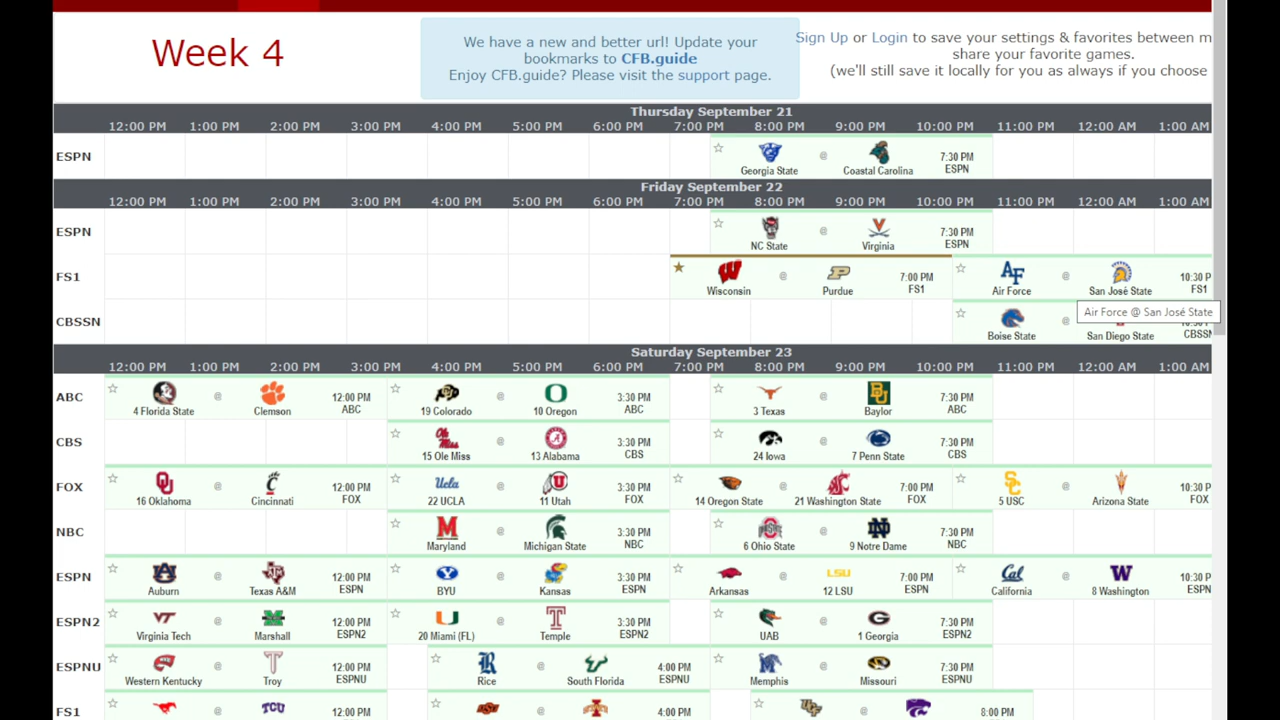 Week 4
We have a new and better url! Update your
bookmarks to CFB.guide
Enjoy CFB.guide? Please visit the support page.
Sign Up or Login to save your settings & favorites between m
share your favorite games.
(we'll still save it locally for you as always if you choose
Thursday September 21
12:00 PM 1:00 PM 2:00 PM 3:00 PM 4:00 PM 5:00 PM 6:00 PM 7:00 PM 8:00 PM 9:00 PM 10:00 PM 11:00 PM 12:00 AM 1:00 AM
ESPN Georgia State @ Coastal Carolina 7:30 PM ESPN
Friday September 22
12:00 PM 1:00 PM 2:00 PM 3:00 PM 4:00 PM 5:00 PM 6:00 PM 7:00 PM 8:00 PM 9:00 PM 10:00 PM 11:00 PM 12:00 AM 1:00 AM
ESPN NC State @ Virginia 7:30 PM ESPN
FS1 Wisconsin @ Purdue 7:00 PM FS1 Air Force @ San José State 10:30 P FS1
Air Force @ San José State
CBSSN Boise State @ San Diego State CBSSN
Saturday September 23
12:00 PM 1:00 PM 2:00 PM 3:00 PM 4:00 PM 5:00 PM 6:00 PM 7:00 PM 8:00 PM 9:00 PM 10:00 PM 11:00 PM 12:00 AM 1:00 AM
ABC 4 Florida State @ Clemson 12:00 PM ABC 19 Colorado @ 10 Oregon 3:30 PM ABC 3 Texas @ Baylor 7:30 PM ABC
CBS 15 Ole Miss @ 13 Alabama 3:30 PM CBS 24 Iowa @ 7 Penn State 7:30 PM CBS
FOX 16 Oklahoma @ Cincinnati 12:00 PM FOX 22 UCLA @ 11 Utah 3:30 PM FOX 14 Oregon State @ 21 Washington State 7:00 PM FOX 5 USC @ Arizona State 10:30 P FOX
NBC Maryland @ Michigan State 3:30 PM NBC 6 Ohio State @ 9 Notre Dame 7:30 PM NBC
ESPN Auburn @ Texas A&M 12:00 PM ESPN BYU @ Kansas 3:30 PM ESPN Arkansas @ 12 LSU 7:00 PM ESPN California @ 8 Washington 10:30 P ESPN
ESPN2 Virginia Tech @ Marshall 12:00 PM ESPN2 20 Miami (FL) @ Temple 3:30 PM ESPN2 UAB @ 1 Georgia 7:30 PM ESPN2
ESPNU Western Kentucky @ Troy 12:00 PM ESPNU Rice @ South Florida 4:00 PM ESPNU Memphis @ Missouri 7:30 PM ESPNU
FS1 @ 12:00 PM @ 4:00 PM @ 8:00 PM